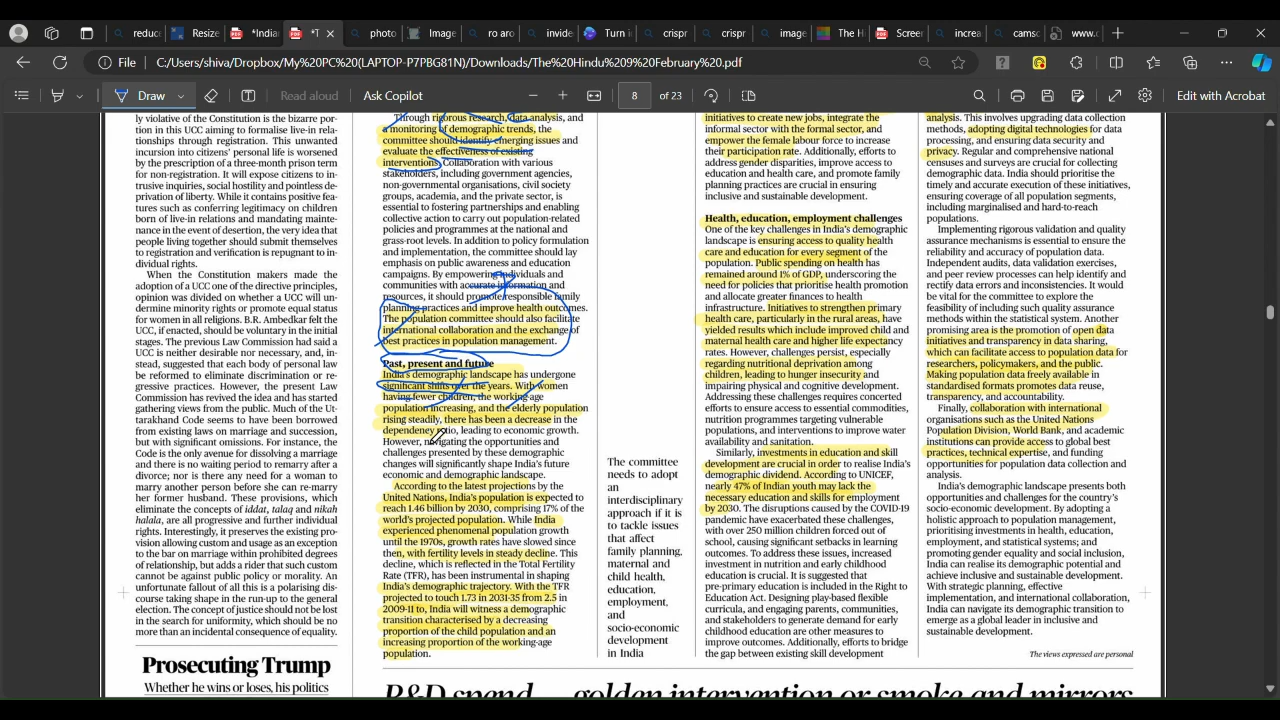 reduc
Resize
*India
*T
photo
Image
ro aro
invide
Turn i
crispr
crispr
image
The Hi
Screer
increa
camsc
www.c
File
C:/Users/shiva/Dropbox/My%20PC%20(LAPTOP-P7PBG81N)/Downloads/The%20Hindu%209%20February%20.pdf
Draw
Read aloud
Ask Copilot
8
of 23
Edit with Acrobat
ly violative of the Constitution is the bizarre por-
tion in this UCC aiming to formalise live-in rela-
tionships through registration. This unwanted
incursion into citizens' personal life is worsened
by the prescription of a three-month prison term
for non-registration. It will expose citizens to in-
trusive inquiries, social hostility and pointless de-
privation of liberty. While it contains positive fea-
tures such as conferring legitimacy on children
born of live-in relations and mandating mainte-
nance in the event of desertion, the very idea that
people living together should submit themselves
to registration and verification is repugnant to in-
dividual rights.
When the Constitution makers made the
adoption of a UCC one of the directive principles,
opinion was divided on whether a UCC will un-
dermine minority rights or promote equal status
for women in all religions. B.R. Ambedkar felt the
UCC, if enacted, should be voluntary in the initial
stages. The previous Law Commission had said a
UCC is neither desirable nor necessary, and, in-
stead, suggested that each body of personal law
be reformed to eliminate discrimination or re-
gressive practices. However, the present Law
Commission has revived the idea and has started
gathering views from the public. Much of the Ut-
tarakhand Code seems to have been borrowed
from existing laws on marriage and succession,
but with significant omissions. For instance, the
Code is the only avenue for dissolving a marriage
and there is no waiting period to remarry after a
divorce; nor is there any need for a woman to
marry another person before she can re-marry
her former husband. These provisions, which
eliminate the concepts of iddat, talaq and nikah
halala, are all progressive and further individual
rights. Interestingly, it preserves the existing pro-
vision allowing custom and usage as an exception
to the bar on marriage within prohibited degrees
of relationship, but adds a rider that such custom
cannot be against public policy or morality. An
unfortunate fallout of all this is a polarising dis-
course taking shape in the run-up to the general
election. The concept of justice should not be lost
in the search for uniformity, which should be no
more than an incidental consequence of equality.
Prosecuting Trump
Whether he wins or loses, his politics
Through rigorous research, data analysis, and
a monitoring of demographic trends, the
committee should identify emerging issues and
evaluate the effectiveness of existing
interventions. Collaboration with various
stakeholders, including government agencies,
non-governmental organisations, civil society
groups, academia, and the private sector, is
essential to fostering partnerships and enabling
collective action to carry out population-related
policies and programmes at the national and
grass-root levels. In addition to policy formulation
and implementation, the committee should lay
emphasis on public awareness and education
campaigns. By empowering individuals and
communities with accurate information and
resources, it should promote responsible family
planning practices and improve health outcomes.
The population committee should also facilitate
international collaboration and the exchange of
best practices in population management.
Past, present and future
India's demographic landscape has undergone
significant shifts over the years. With women
having fewer children, the working-age
population increasing, and the elderly population
rising steadily, there has been a decrease in the
dependency ratio, leading to economic growth.
However, navigating the opportunities and
challenges presented by these demographic
changes will significantly shape India's future
economic and demographic landscape.
According to the latest projections by the
United Nations, India's population is expected to
reach 1.46 billion by 2030, comprising 17% of the
world's projected population. While India
experienced phenomenal population growth
until the 1970s, growth rates have slowed since
then, with fertility levels in steady decline. This
decline, which is reflected in the Total Fertility
Rate (TFR), has been instrumental in shaping
India's demographic trajectory. With the TFR
projected to touch 1.73 in 2031-35 from 2.5 in
2009-11 to, India will witness a demographic
transition characterised by a decreasing
proportion of the child population and an
increasing proportion of the working-age
population.
The committee
needs to adopt
an
interdisciplinary
approach if it is
to tackle issues
that affect
family planning,
maternal and
child health,
education,
employment,
and
socio-economic
development
in India
initiatives to create new jobs, integrate the
informal sector with the formal sector, and
empower the female labour force to increase
their participation rate. Additionally, efforts to
address gender disparities, improve access to
education and health care, and promote family
planning practices are crucial in ensuring
inclusive and sustainable development.
Health, education, employment challenges
One of the key challenges in India's demographic
landscape is ensuring access to quality health
care and education for every segment of the
population. Public spending on health has
remained around 1% of GDP, underscoring the
need for policies that prioritise health promotion
and allocate greater finances to health
infrastructure. Initiatives to strengthen primary
health care, particularly in the rural areas, have
yielded results which include improved child and
maternal health care and higher life expectancy
rates. However, challenges persist, especially
regarding nutritional deprivation among
children, leading to hunger insecurity and
impairing physical and cognitive development.
Addressing these challenges requires concerted
efforts to ensure access to essential commodities,
nutrition programmes targeting vulnerable
populations, and interventions to improve water
availability and sanitation.
Similarly, investments in education and skill
development are crucial in order to realise India's
demographic dividend. According to UNICEF,
nearly 47% of Indian youth may lack the
necessary education and skills for employment
by 2030. The disruptions caused by the COVID-19
pandemic have exacerbated these challenges,
with over 250 million children forced out of
school, causing significant setbacks in learning
outcomes. To address these issues, increased
investment in nutrition and early childhood
education is crucial. It is suggested that
pre-primary education is included in the Right to
Education Act. Designing play-based flexible
curricula, and engaging parents, communities,
and stakeholders to generate demand for early
childhood education are other measures to
improve outcomes. Additionally, efforts to bridge
the gap between existing skill development
analysis. This involves upgrading data collection
methods, adopting digital technologies for data
processing, and ensuring data security and
privacy. Regular and comprehensive national
censuses and surveys are crucial for collecting
demographic data. India should prioritise the
timely and accurate execution of these initiatives,
ensuring coverage of all population segments,
including marginalised and hard-to-reach
populations.
Implementing rigorous validation and quality
assurance mechanisms is essential to ensure the
reliability and accuracy of population data.
Independent audits, data validation exercises,
and peer review processes can help identify and
rectify data errors and inconsistencies. It would
be vital for the committee to explore the
feasibility of including such quality assurance
methods within the statistical system. Another
promising area is the promotion of open data
initiatives and transparency in data sharing,
which can facilitate access to population data for
researchers, policymakers, and the public.
Making population data freely available in
standardised formats promotes data reuse,
transparency, and accountability.
Finally, collaboration with international
organisations such as the United Nations
Population Division, World Bank, and academic
institutions can provide access to global best
practices, technical expertise, and funding
opportunities for population data collection and
analysis.
India's demographic landscape presents both
opportunities and challenges for the country's
socio-economic development. By adopting a
holistic approach to population management,
prioritising investments in health, education,
employment, and statistical systems; and
promoting gender equality and social inclusion,
India can realise its demographic potential and
achieve inclusive and sustainable development.
With strategic planning, effective
implementation, and international collaboration,
India can navigate its demographic transition to
emerge as a global leader in inclusive and
sustainable development.
The views expressed are personal
R&D spend
golden intervention or smoke and mirrors